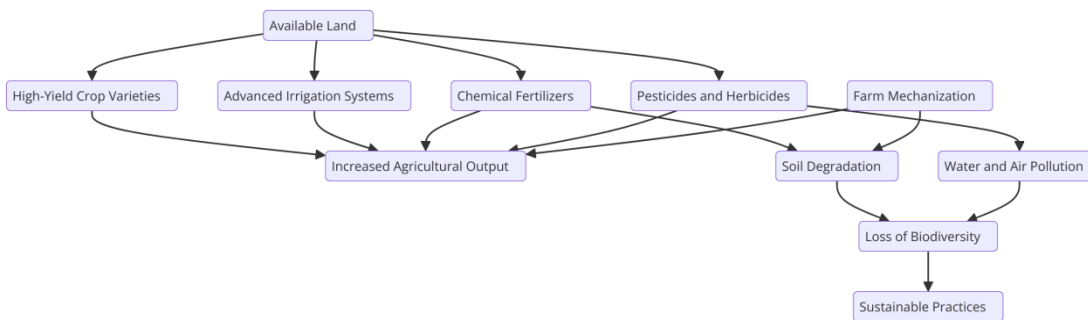 Available Land
High-Yield Crop Varieties
Advanced Irrigation Systems
Chemical Fertilizers
Pesticides and Herbicides
Farm Mechanization
Increased Agricultural Output
Soil Degradation
Water and Air Pollution
Loss of Biodiversity
Sustainable Practices